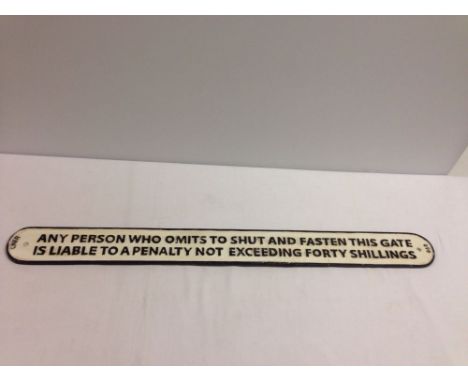 ANY PERSON WHO OMITS TO SHUT AND FASTEN THIS GATE
IS LIABLE TO A PENALTY NOT EXCEEDING FORTY SHILLINGS